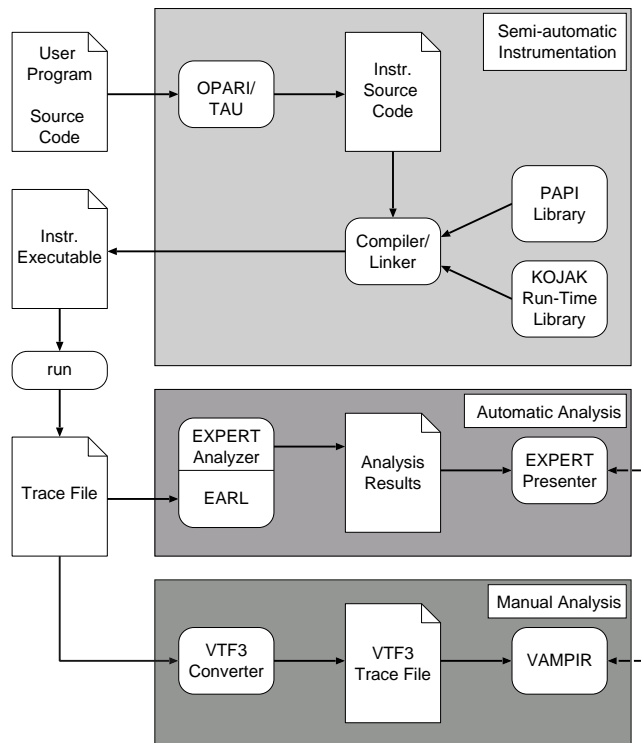 User
Program
Source
Code
OPARI/
TAU
Instr.
Source
Code
Semi-automatic
Instrumentation
PAPI
Library
Instr.
Executable
Compiler/
Linker
KOJAK
Run-Time
Library
run
Automatic Analysis
Trace File
EXPERT
Analyzer
EARL
Analysis
Results
EXPERT
Presenter
Manual Analysis
VTF3
Converter
VTF3
Trace File
VAMPIR